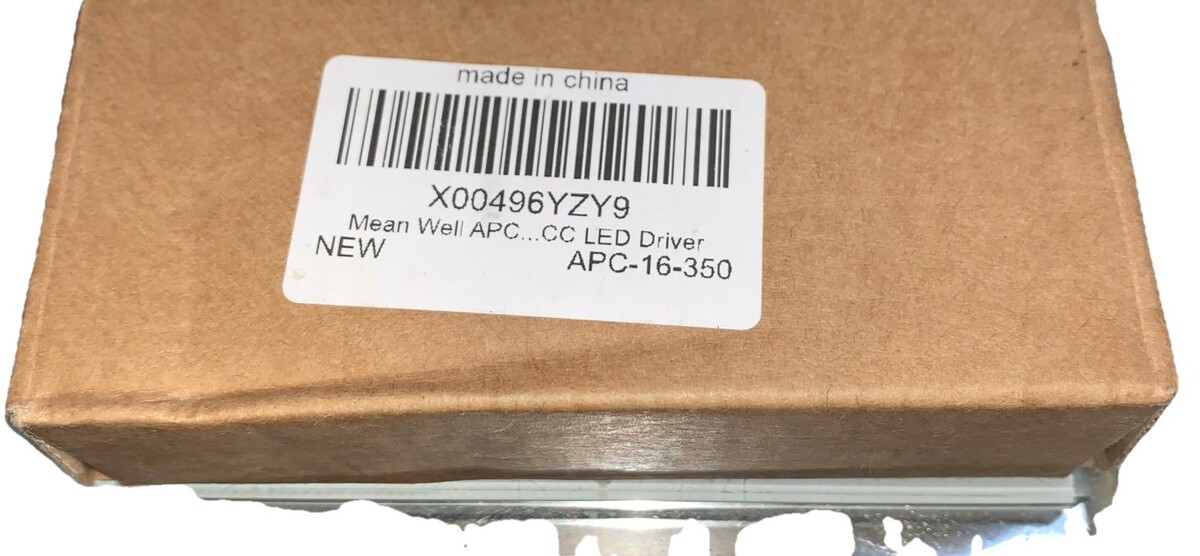 made in china
X00496YZY9
Mean Well APC...CC LED Driver
NEW
APC-16-350